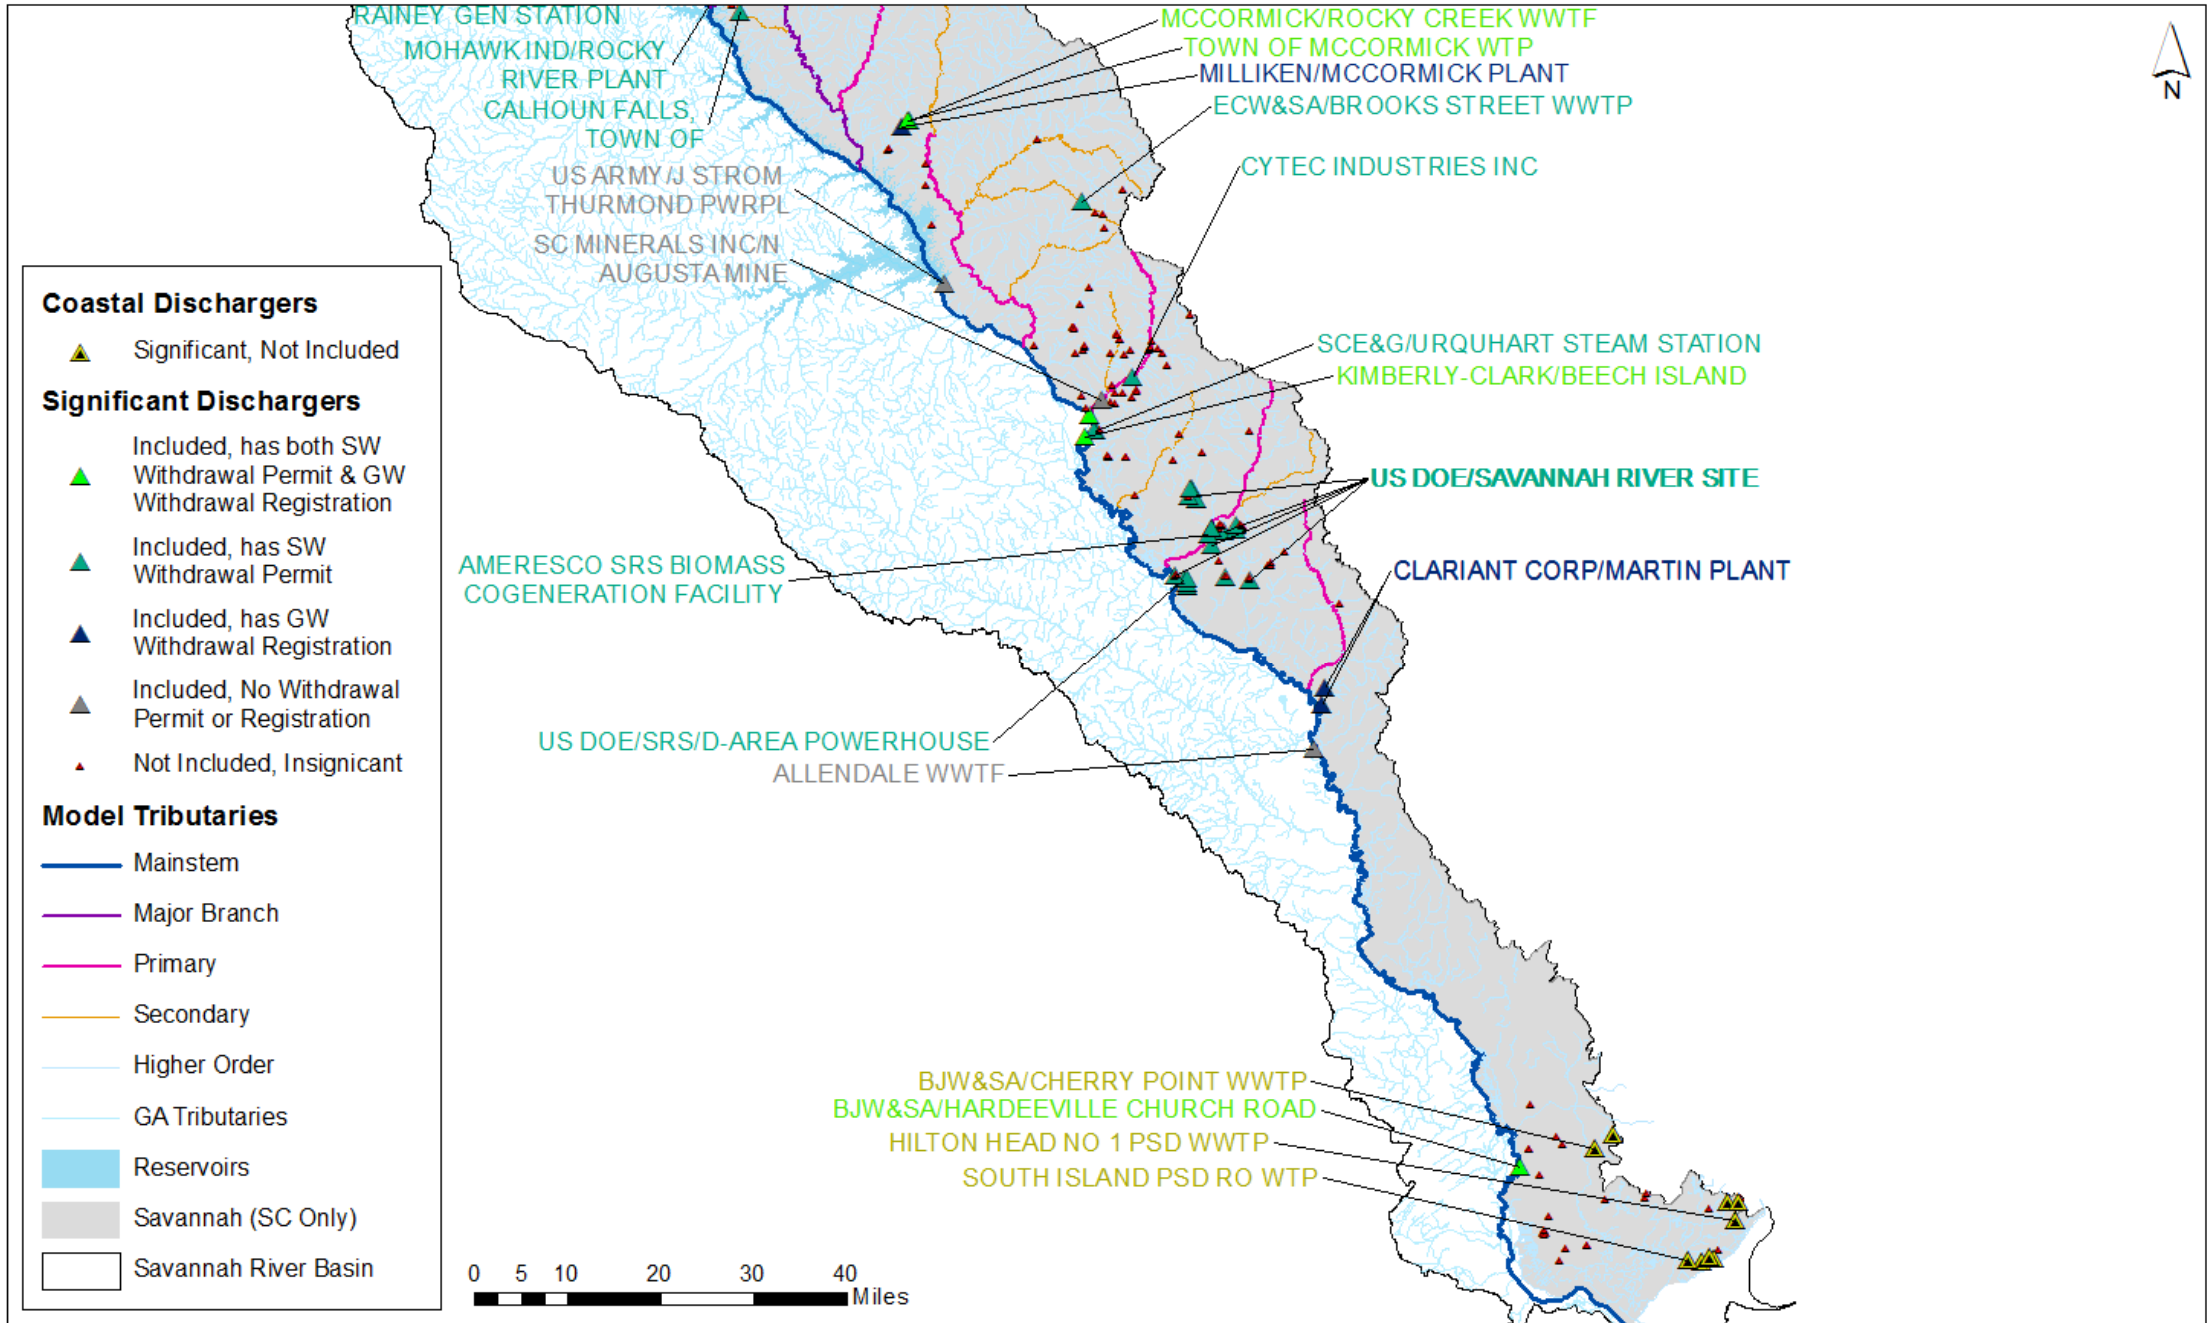 RAINEY GEN STATION
MOHAWK IND/ROCKY
RIVER PLANT
CALHOUN FALLS,
TOWN OF
US ARMY/J STROM
THURMOND PWRPL
SC MINERALS INC/N
AUGUSTA MINE
MCCORMICK/ROCKY CREEK WWTF
TOWN OF MCCORMICK WTP
MILLIKEN/MCCORMICK PLANT
ECW&SA/BROOKS STREET WWTP
CYTEC INDUSTRIES INC
N
SCE&G/URQUHART STEAM STATION
KIMBERLY-CLARK/BEECH ISLAND
US DOE/SAVANNAH RIVER SITE
AMERESCO SRS BIOMASS
COGENERATION FACILITY
CLARIANT CORP/MARTIN PLANT
US DOE/SRS/D-AREA POWERHOUSE
ALLENDALE WWTF
BJW&SA/CHERRY POINT WWTP
BJW&SA/HARDEEVILLE CHURCH ROAD
HILTON HEAD NO 1 PSD WWTP
SOUTH ISLAND PSD RO WTP
Coastal Dischargers
Significant, Not Included
Significant Dischargers
Included, has both SW
Withdrawal Permit & GW
Withdrawal Registration
Included, has SW
Withdrawal Permit
Included, has GW
Withdrawal Registration
Included, No Withdrawal
Permit or Registration
Not Included, Insignicant
Model Tributaries
Mainstem
Major Branch
Primary
Secondary
Higher Order
GA Tributaries
Reservoirs
Savannah (SC Only)
Savannah River Basin
0 5 10 20 30 40
Miles